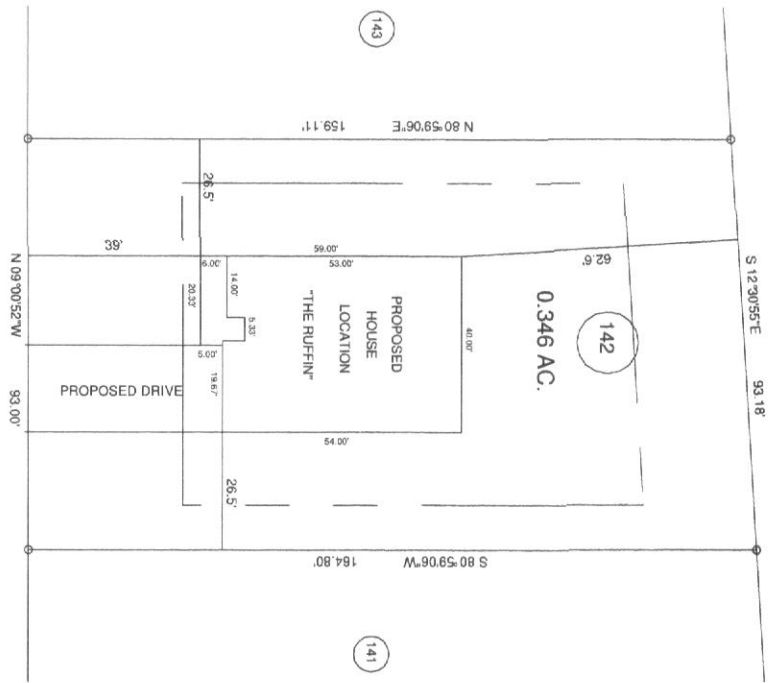 143
N 80°59'06"E 159.11'
26.5'
39'
59.00'
53.00'
6.00'
62.6'
S 12°30'55"E 93.18'
14.00'
20.33'
5.33'
40.00'
PROPOSED
HOUSE
LOCATION
"THE RUFFIN"
142
0.346 AC.
N 09°00'52"W 93.00'
5.00'
19.67'
PROPOSED DRIVE
54.00'
26.5'
S 80°59'06"W 164.80'
141